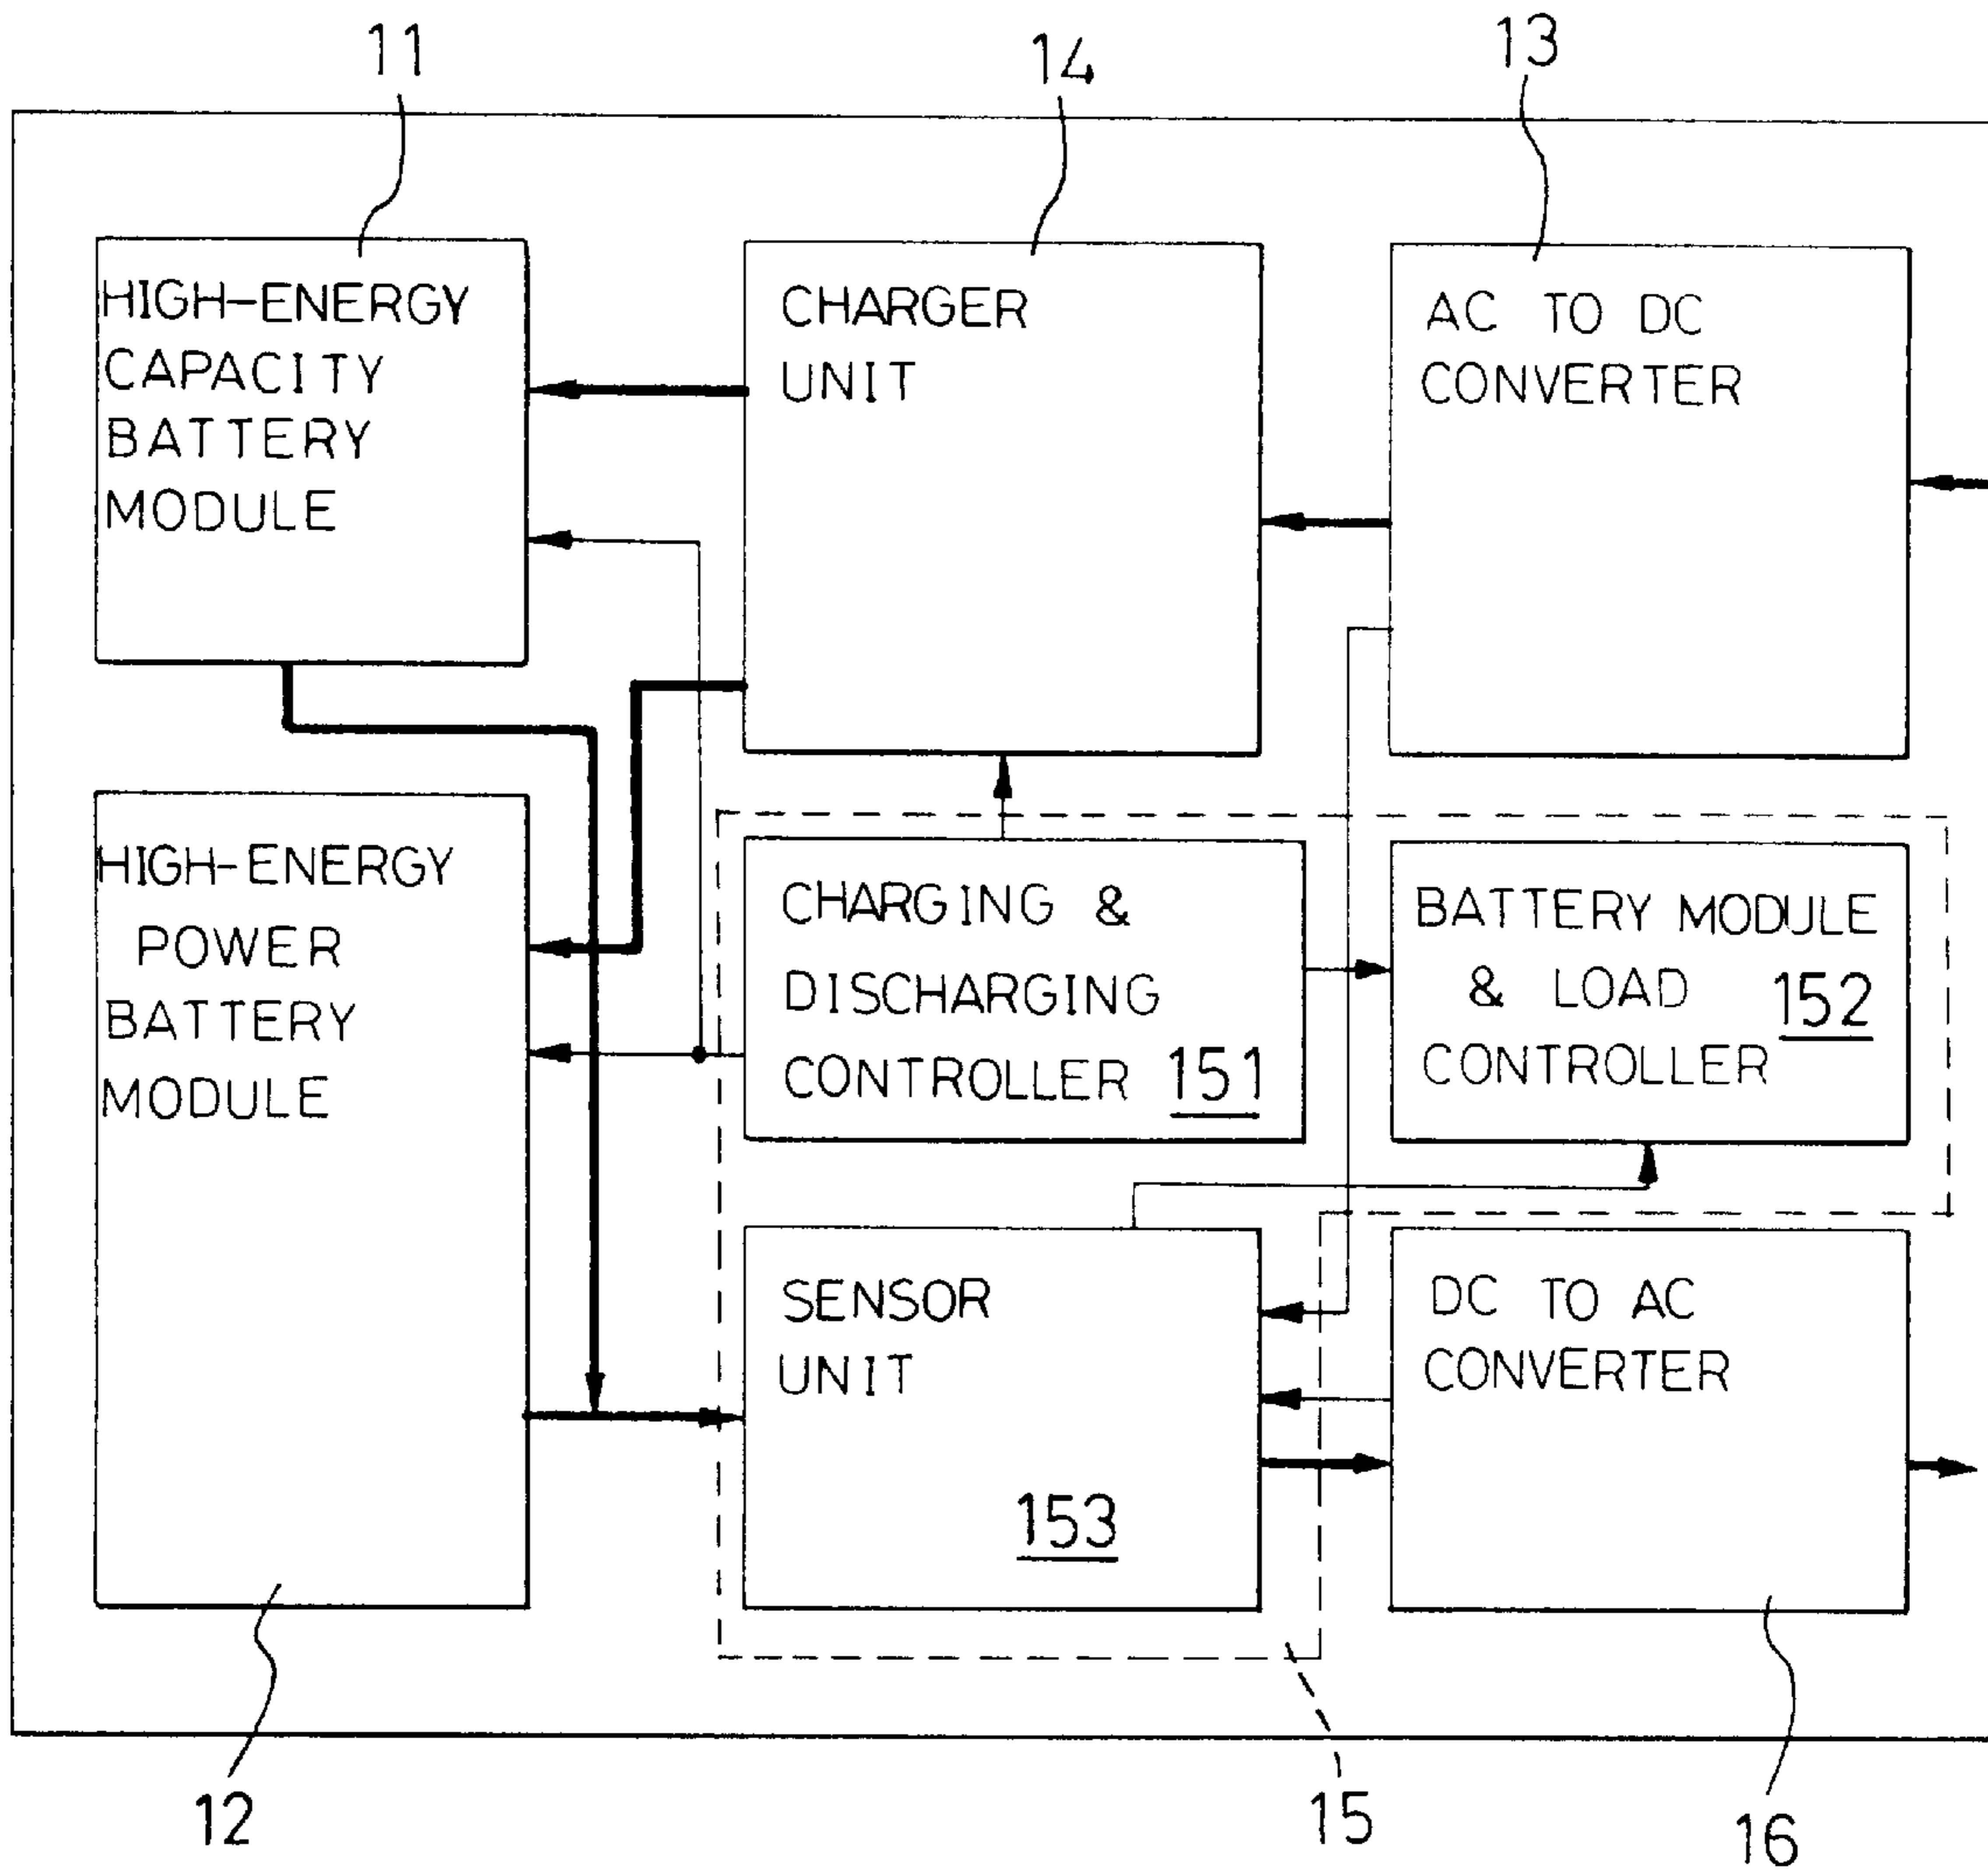 11
14
13
HIGH-ENERGY
CAPACITY
BATTERY
MODULE
CHARGER
UNIT
AC TO DC
CONVERTER
HIGH-ENERGY
POWER
BATTERY
MODULE
CHARGING &
DISCHARGING
CONTROLLER 151
BATTERY MODULE
& LOAD 152
CONTROLLER
SENSOR
UNIT
153
DC TO AC
CONVERTER
12
15
16